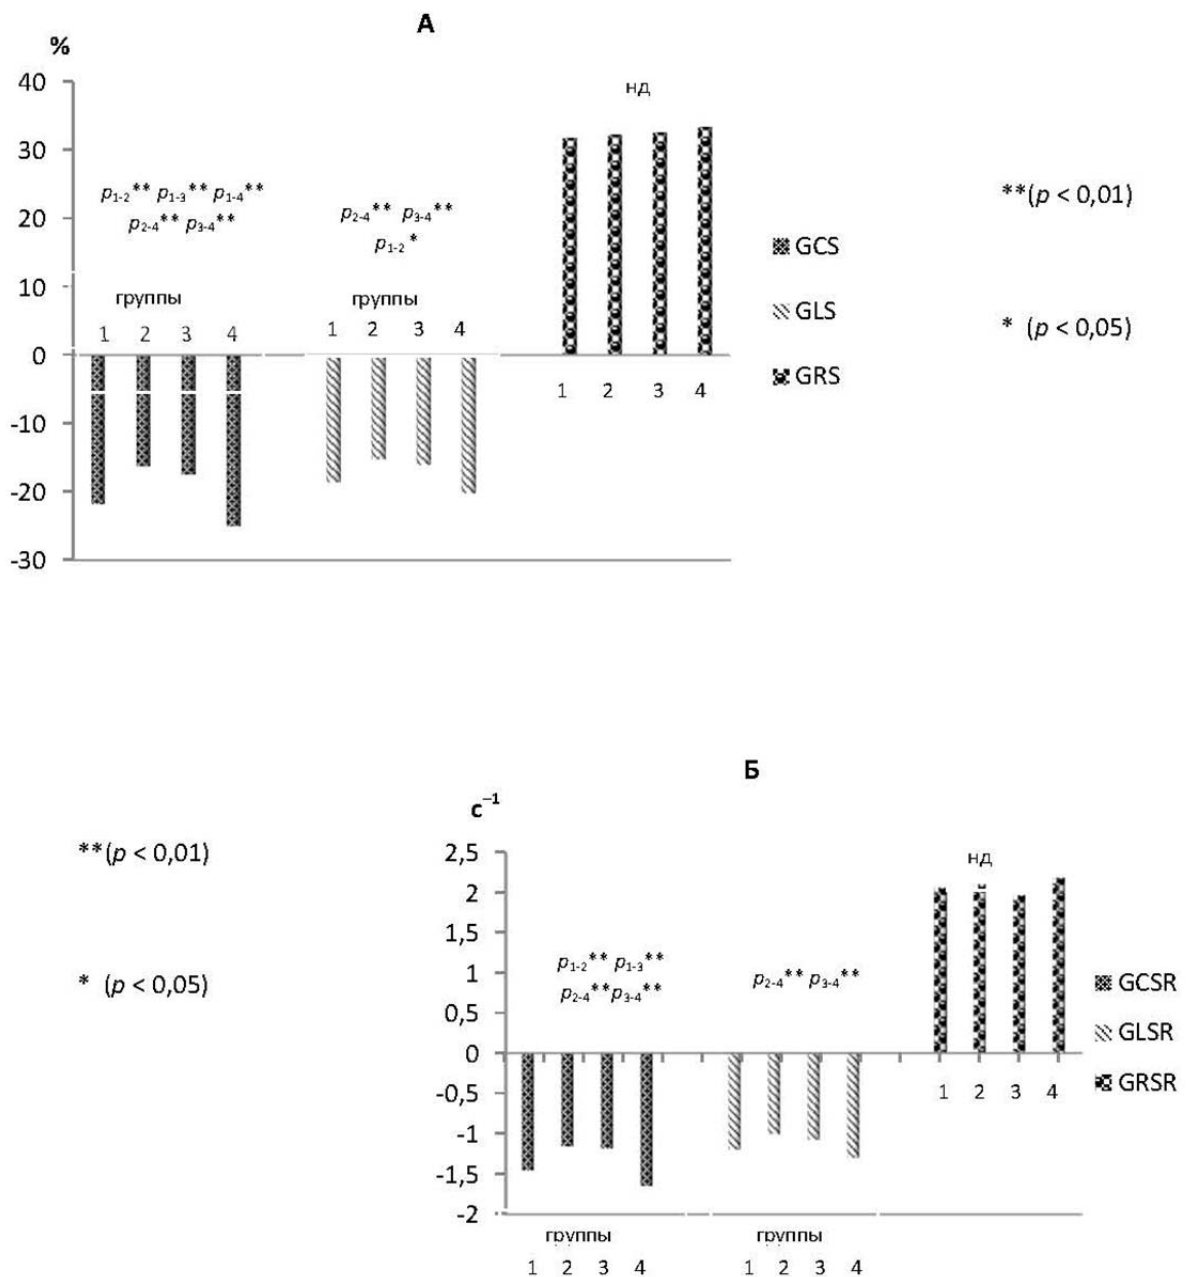 А
%
40
30
20
10
0
-10
-20
-30
p1-2** p1-3** p1-4**
p2-4** p3-4**
группы
1 2 3 4
p2-4** p3-4**
p1-2 *
группы
1 2 3 4
нд
1 2 3 4
GCS
GLS
GRS
**(p < 0,01)
* (p < 0,05)
Б
с–1
**(p < 0,01)
* (p < 0,05)
2,5
2
1,5
1
0,5
0
-0,5
-1
-1,5
-2
p1-2** p1-3**
p2-4**p3-4**
p2-4** p3-4**
нд
1 2 3 4
GCSR
GLSR
GRSR
группы
1 2 3 4
группы
1 2 3 4